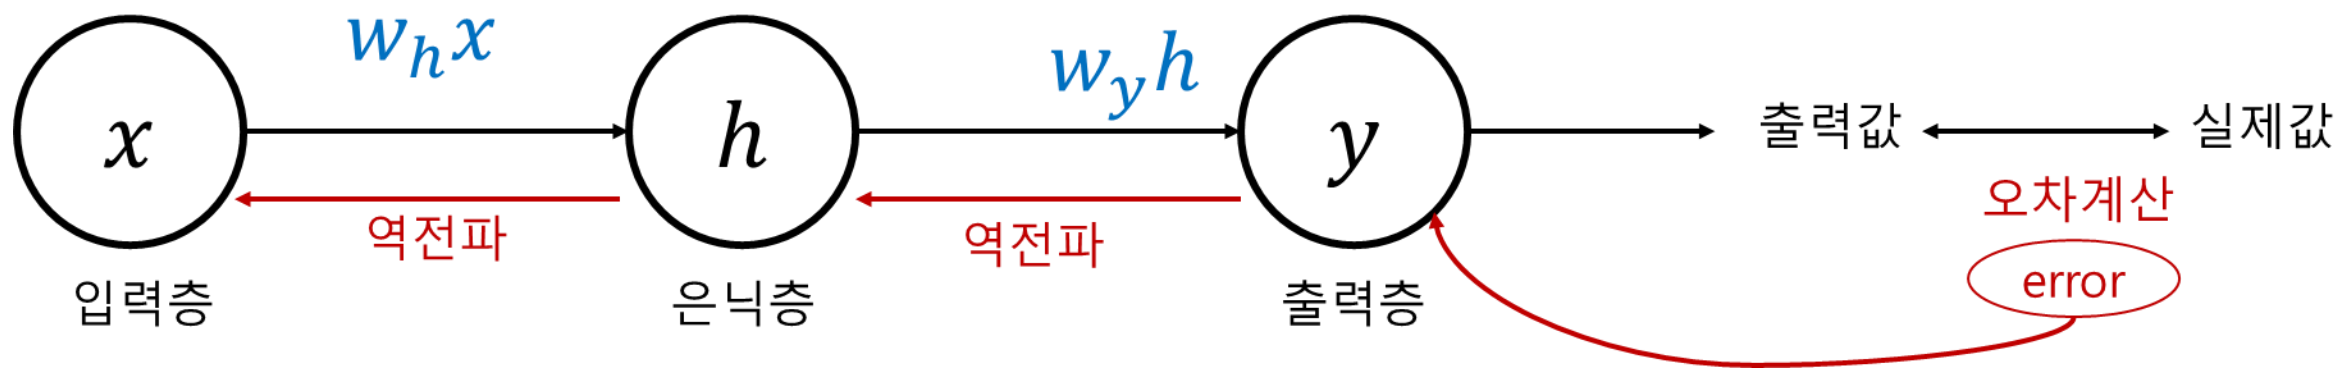 w_h x
w_y h
x
h
y
출력값
실제값
역전파
역전파
오차계산
error
입력층
은닉층
출력층